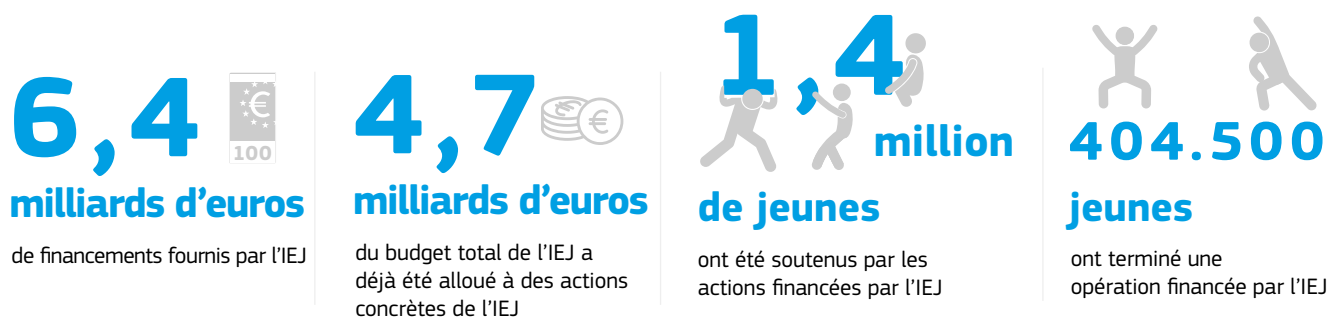 6,4
100
milliards d'euros
de financements fournis par l'IEJ
4,7
milliards d'euros
du budget total de l'IEJ a
déjà été alloué à des actions
concrètes de l'IEJ
1,4
million
de jeunes
ont été soutenus par les
actions financées par l'IEJ
404.500
jeunes
ont terminé une
opération financée par l'IEJ